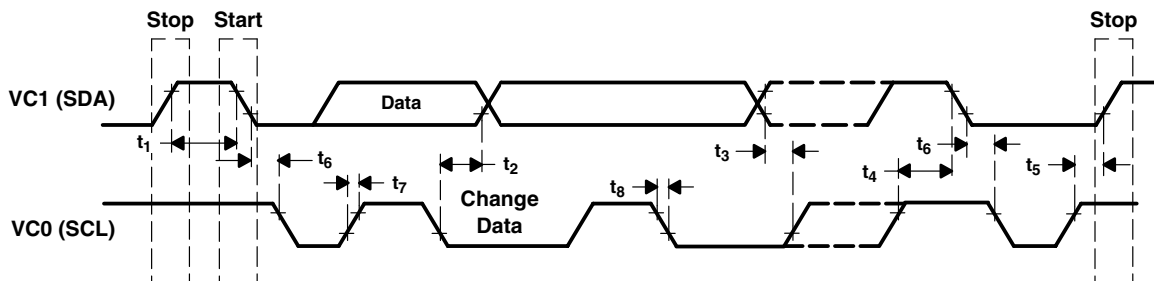 Stop Start Stop
VC1 (SDA)
Data
t1 t6 t2 t3 t6 t5
t4
t7 t8
Change
Data
VC0 (SCL)